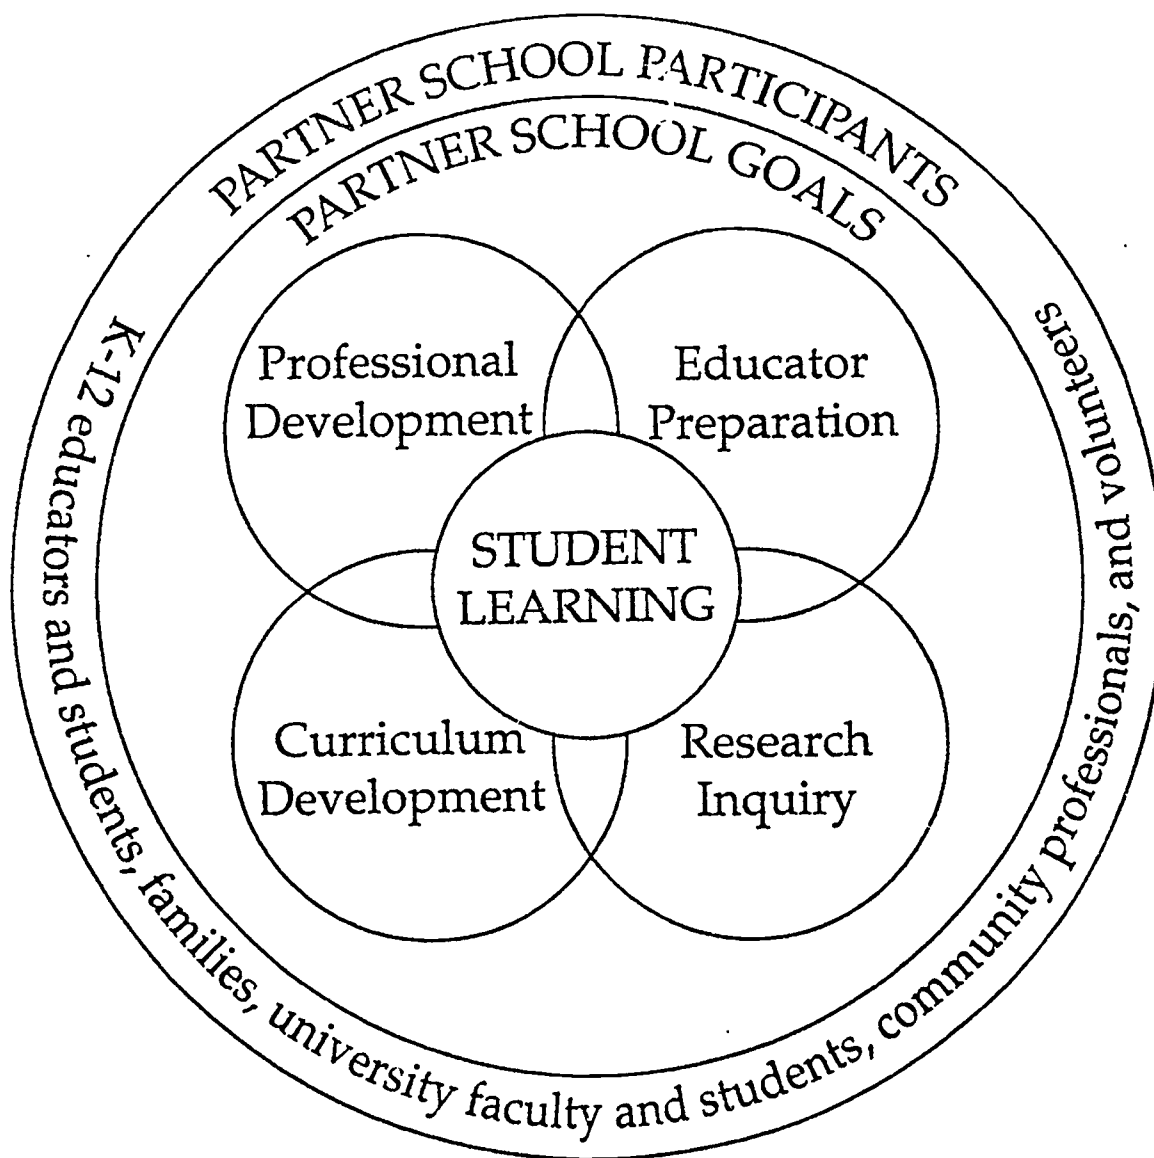 PARTNER SCHOOL PARTICIPANTS
PARTNER SCHOOL GOALS
Professional
Development
Educator
Preparation
STUDENT
LEARNING
Curriculum
Development
Research
Inquiry
K-12 educators and students, families, university faculty and students, community professionals, and volunteers